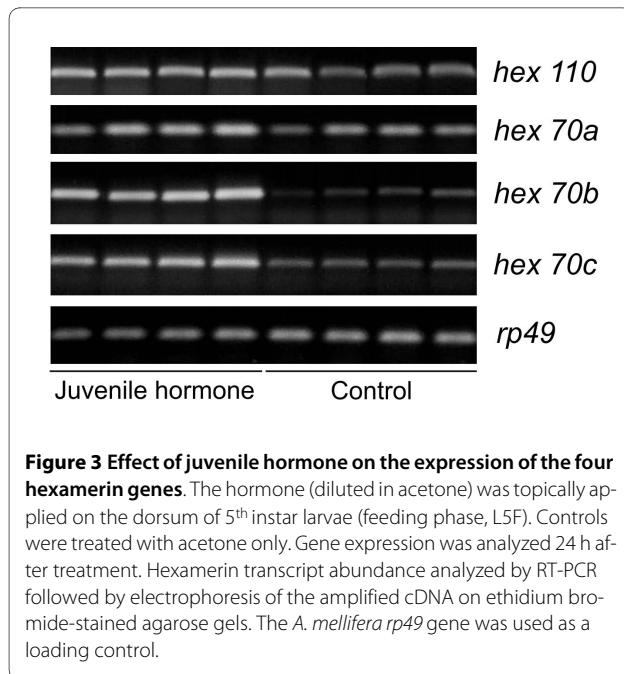 hex 110
hex 70a
hex 70b
hex 70c
rp49
Juvenile hormone Control
Figure 3 Effect of juvenile hormone on the expression of the four
hexamerin genes. The hormone (diluted in acetone) was topically ap-
plied on the dorsum of 5th instar larvae (feeding phase, L5F). Controls
were treated with acetone only. Gene expression was analyzed 24 h af-
ter treatment. Hexamerin transcript abundance analyzed by RT-PCR
followed by electrophoresis of the amplified cDNA on ethidium bro-
mide-stained agarose gels. The A. mellifera rp49 gene was used as a
loading control.